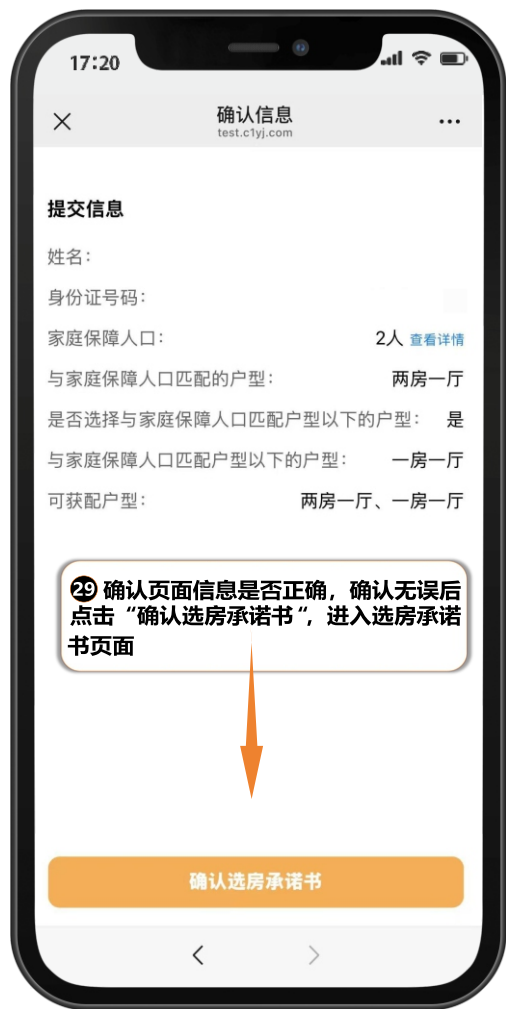 17:20
确认信息
test.c1yj.com
提交信息
姓名：
身份证号码：
家庭保障人口： 2人 查看详情
与家庭保障人口匹配的户型： 两房一厅
是否选择与家庭保障人口匹配户型以下的户型： 是
与家庭保障人口匹配户型以下的户型： 一房一厅
可获配户型： 两房一厅、一房一厅
29 确认页面信息是否正确，确认无误后
点击“确认选房承诺书“，进入选房承诺
书页面
确认选房承诺书